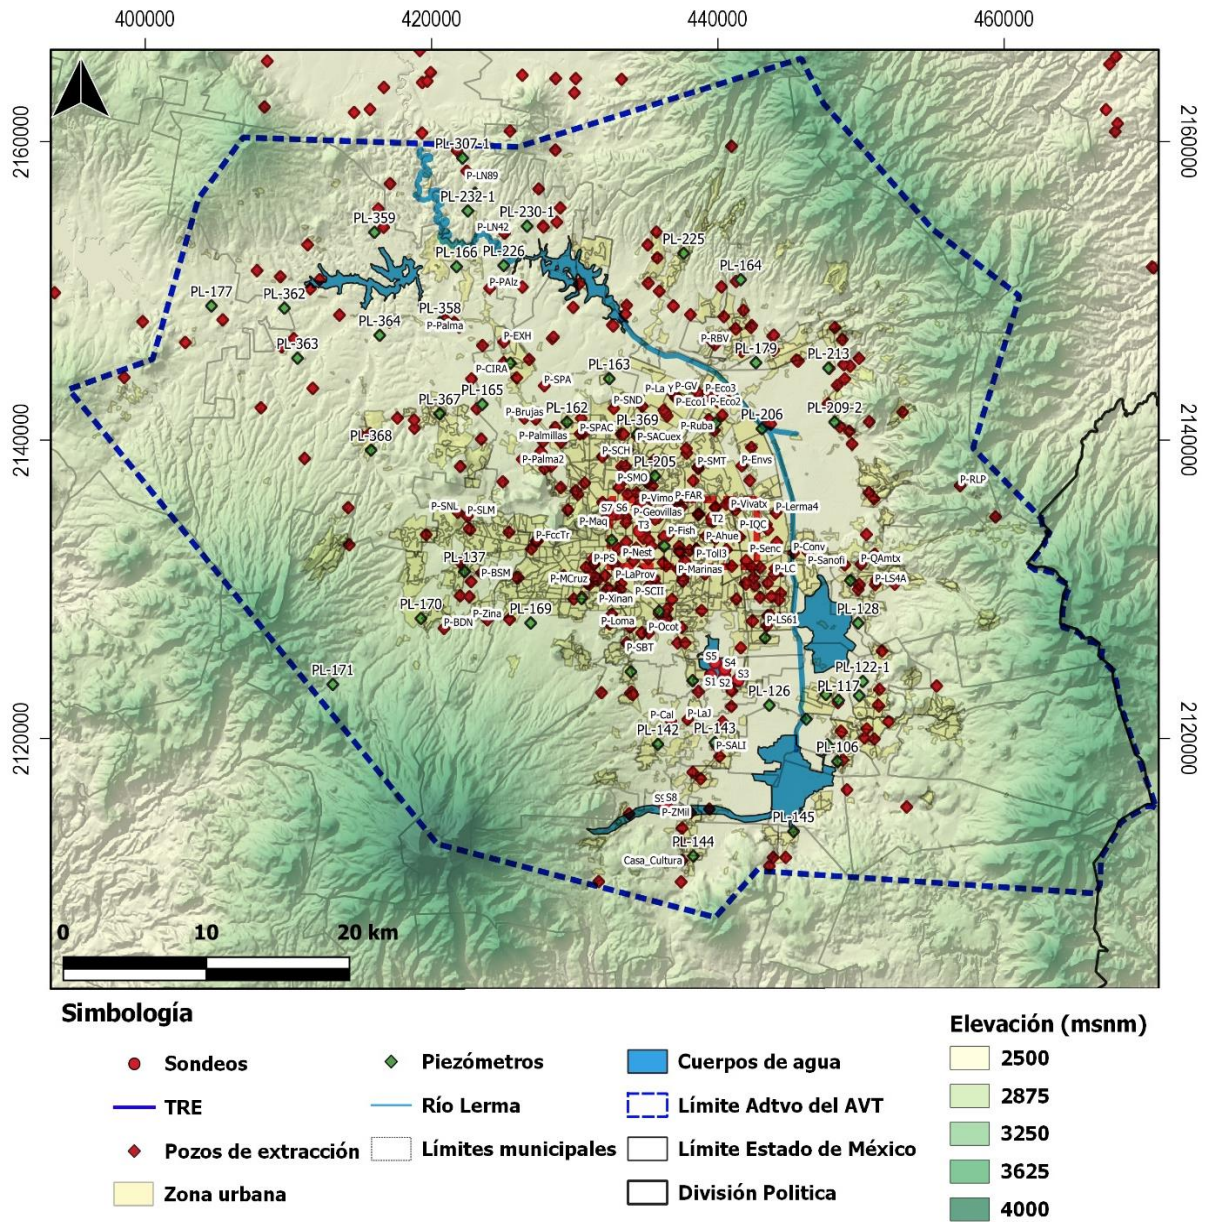 400000 420000 440000 460000
2160000 2160000
PL-307-1
P-LN89
PL-232-1
PL-359 PL-230-1
P-LN42
PL-166 PL-226 PL-225
PL-164
PL-177 PL-362 P-PAlz
PL-358
PL-364 P-Palma
PL-363 P-EXH P-RBV
PL-179 PL-213
P-CIRA P-SPA PL-163
PL-367 PL-165 P-SND P-GV P-Eco3
P-Eco1 P-Eco2
P-Brujas PL-162 PL-369 P-Ruba PL-206 PL-209-2
2140000 PL-368 P-Palmillas P-SPAC P-SACuex 2140000
P-Palma2 P-SCH PL-205 P-SMT P-Envs
P-SMO P-RLP
P-SNL P-SLM S7 S6 P-Vimo P-FAR P-Vivatx P-Lerma4
P-Geovillas
P-Maq T3 T2 P-IQC
P-FccTr P-Fish P-Ahue
PL-137 P-PS P-Nest P-Toll3 P-Senc P-Conv
P-Sanofi P-QAmtx
P-BSM P-MCruz P-LaProv P-Marinas P-LC P-LS4A
P-SCII
PL-170 P-Zina PL-169 P-Xinan
P-BDN P-Loma P-Ocot P-LS61 PL-128
P-SBT
PL-171 S5 S4
S3 PL-122-1
S1 S2
PL-126 PL-117
P-Cal P-LaJ
PL-142 PL-143
2120000 P-SALI PL-106 2120000
S9 S8
P-ZMil
PL-145
PL-144
Casa_Cultura
0 10 20 km
Simbología
Sondeos
TRE
Pozos de extracción
Zona urbana
Piezómetros
Río Lerma
Límites municipales
Cuerpos de agua
Límite Adtvo del AVT
Límite Estado de México
División Politica
Elevación (msnm)
2500
2875
3250
3625
4000